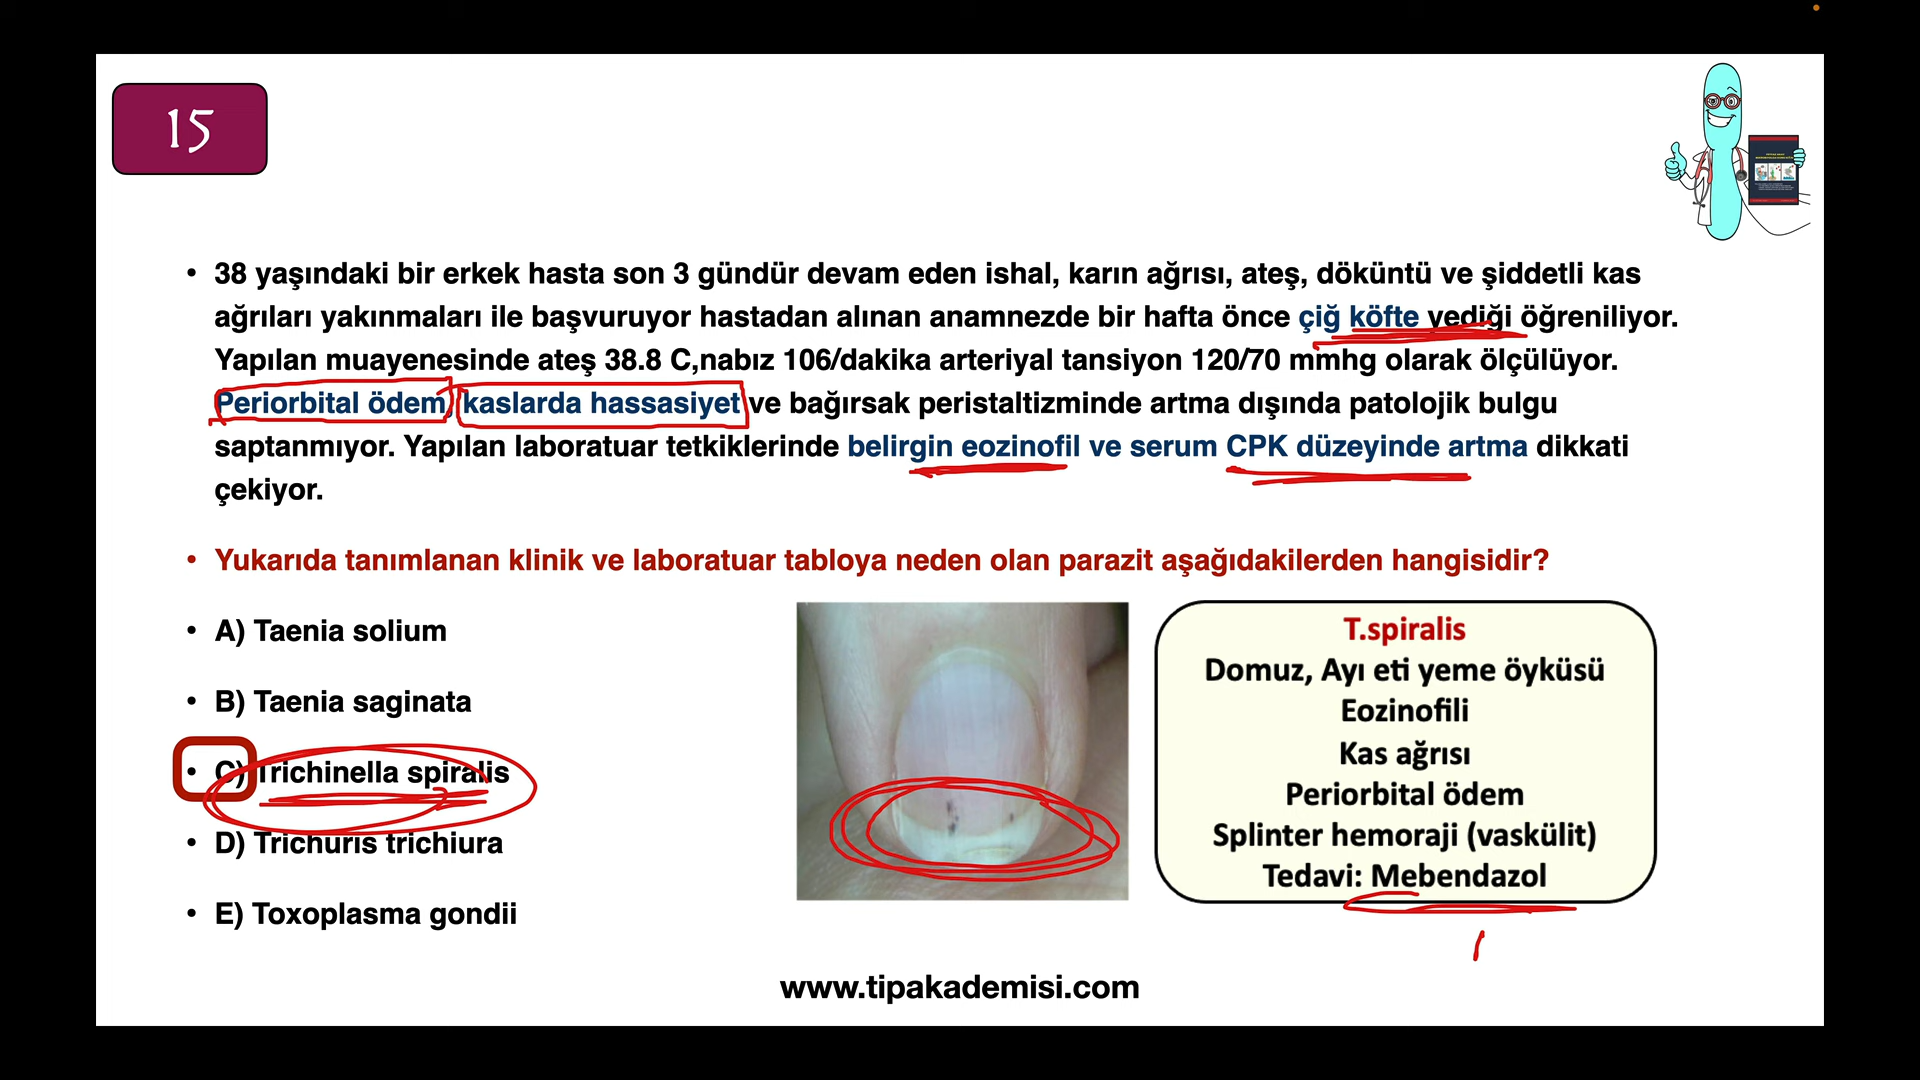 15
• 38 yaşındaki bir erkek hasta son 3 gündür devam eden ishal, karın ağrısı, ateş, döküntü ve şiddetli kas
ağrıları yakınmaları ile başvuruyor hastadan alınan anamnezde bir hafta önce çiğ köfte yediği öğreniliyor.
Yapılan muayenesinde ateş 38.8 C,nabız 106/dakika arteriyal tansiyon 120/70 mmhg olarak ölçülüyor.
Periorbital ödem, kaslarda hassasiyet ve bağırsak peristaltizminde artma dışında patolojik bulgu
saptanmıyor. Yapılan laboratuar tetkiklerinde belirgin eozinofil ve serum CPK düzeyinde artma dikkati
çekiyor.
• Yukarıda tanımlanan klinik ve laboratuar tabloya neden olan parazit aşağıdakilerden hangisidir?
• A) Taenia solium
• B) Taenia saginata
• C) Trichinella spiralis
• D) Trichuris trichiura
• E) Toxoplasma gondii
T.spiralis
Domuz, Ayı eti yeme öyküsü
Eozinofili
Kas ağrısı
Periorbital ödem
Splinter hemoraji (vaskülit)
Tedavi: Mebendazol
www.tipakademisi.com